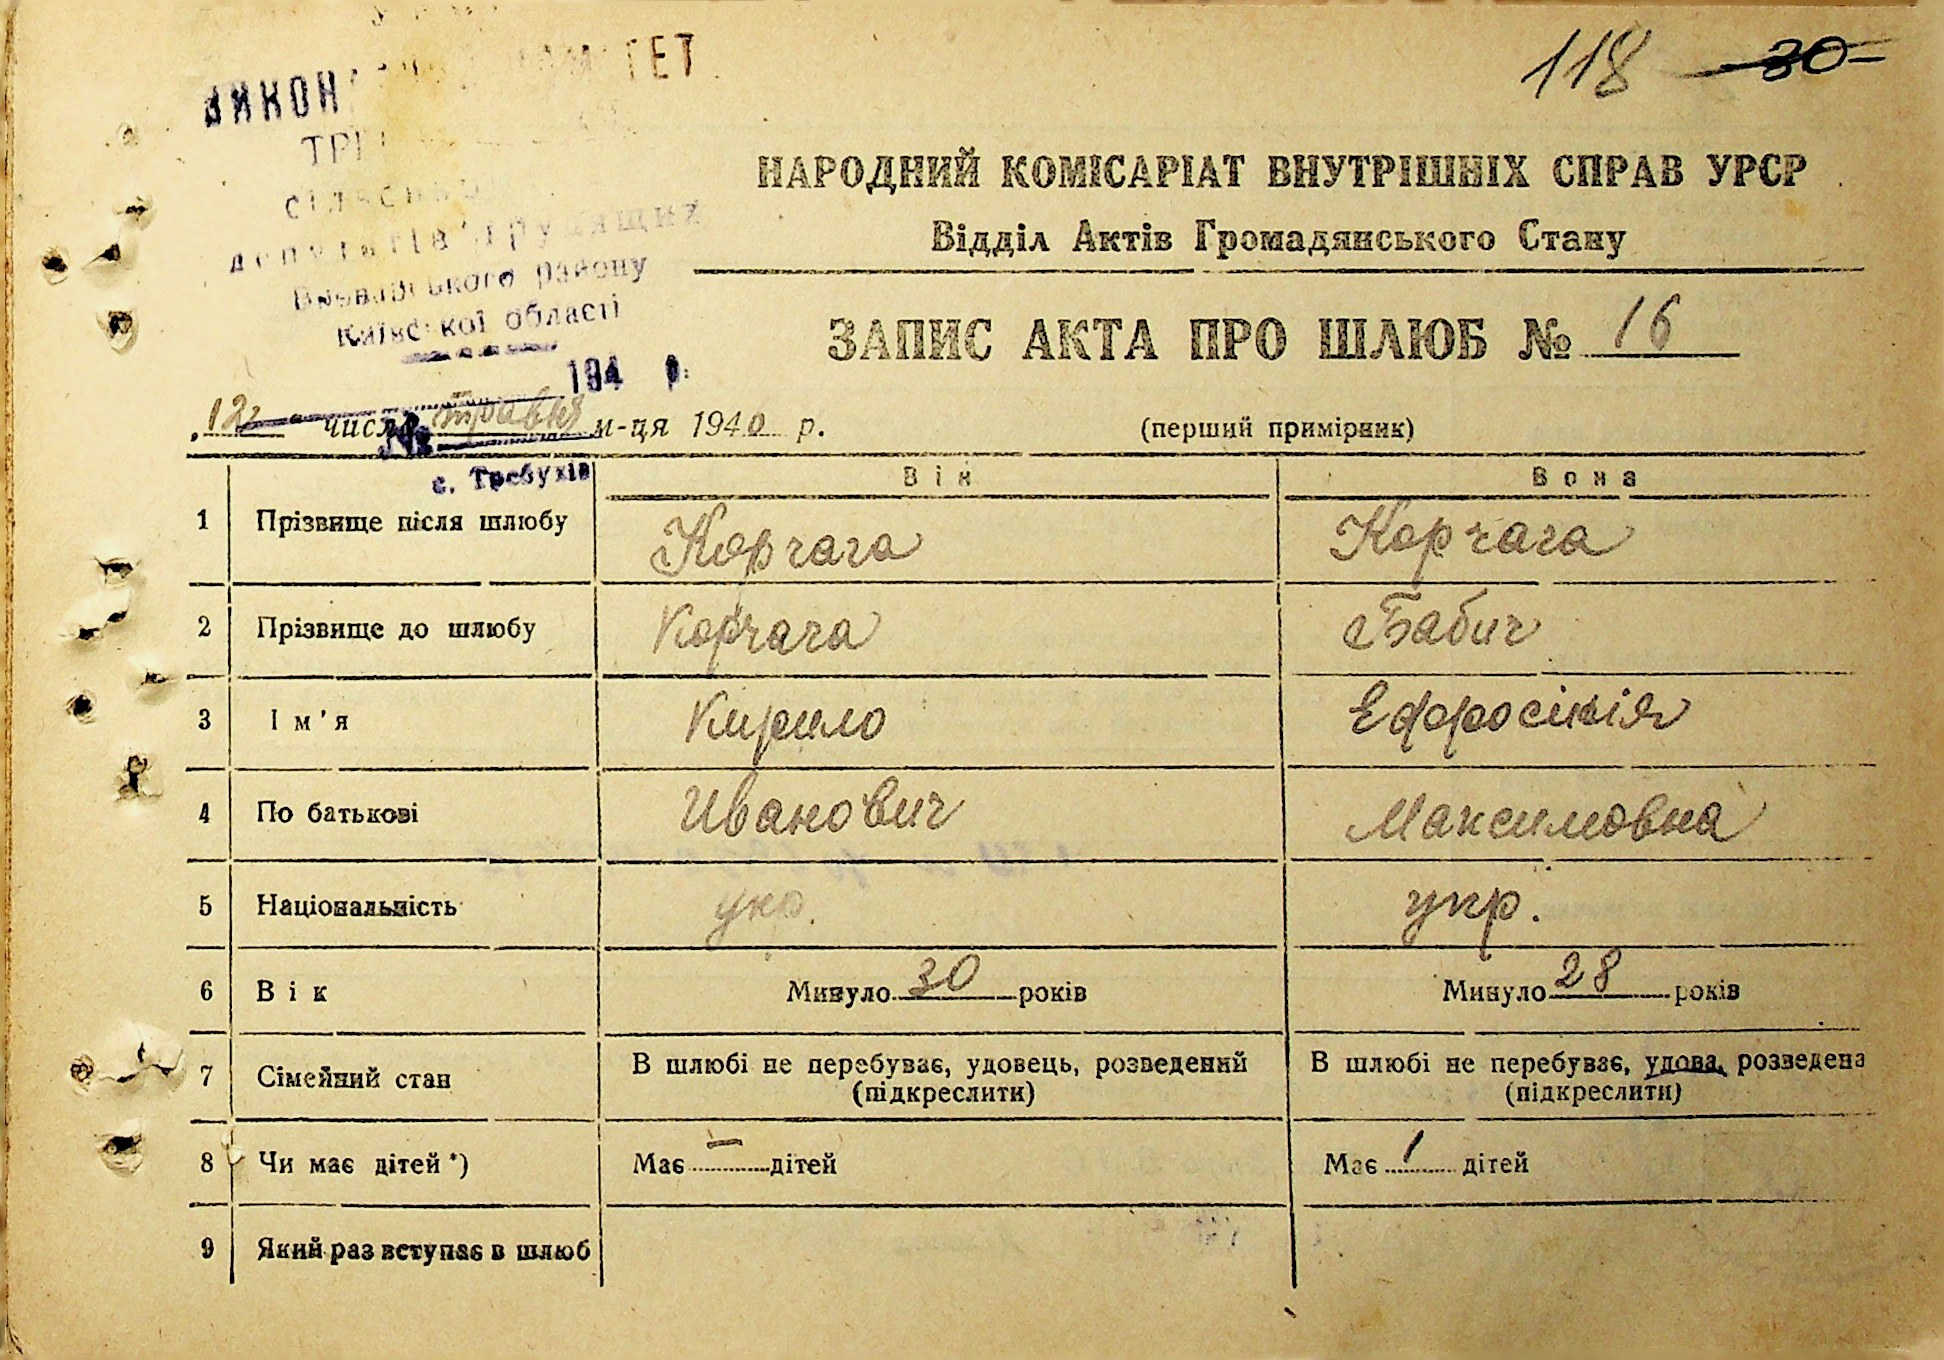 118 30
НАРОДНИЙ КОМІСАРІАТ ВНУТРІШНІХ СПРАВ УРСР
Відділ Актів Громадянського Стану
депутатів трудящих
району
Київської області
194 р.
ЗАПИС АКТА ПРО ШЛЮБ № 16
12 числа травня м-ця 1940 р.
(перший примірник)
№
с. Требухів
Він Вона
1 Прізвище після шлюбу Корчага Корчага
2 Прізвище до шлюбу Корчага Бабич
3 Ім'я Кирило Ефросінія
4 По батькові Иванович Максимовна
5 Національність укр. укр.
6 Вік Минуло 30 років Минуло 28 років
7 Сімейний стан В шлюбі не перебуває, удовець, розведений (підкреслити) В шлюбі не перебуває, удова, розведена (підкреслити)
8 Чи має дітей *) Має — дітей Має 1 дітей
9 Який раз вступає в шлюб